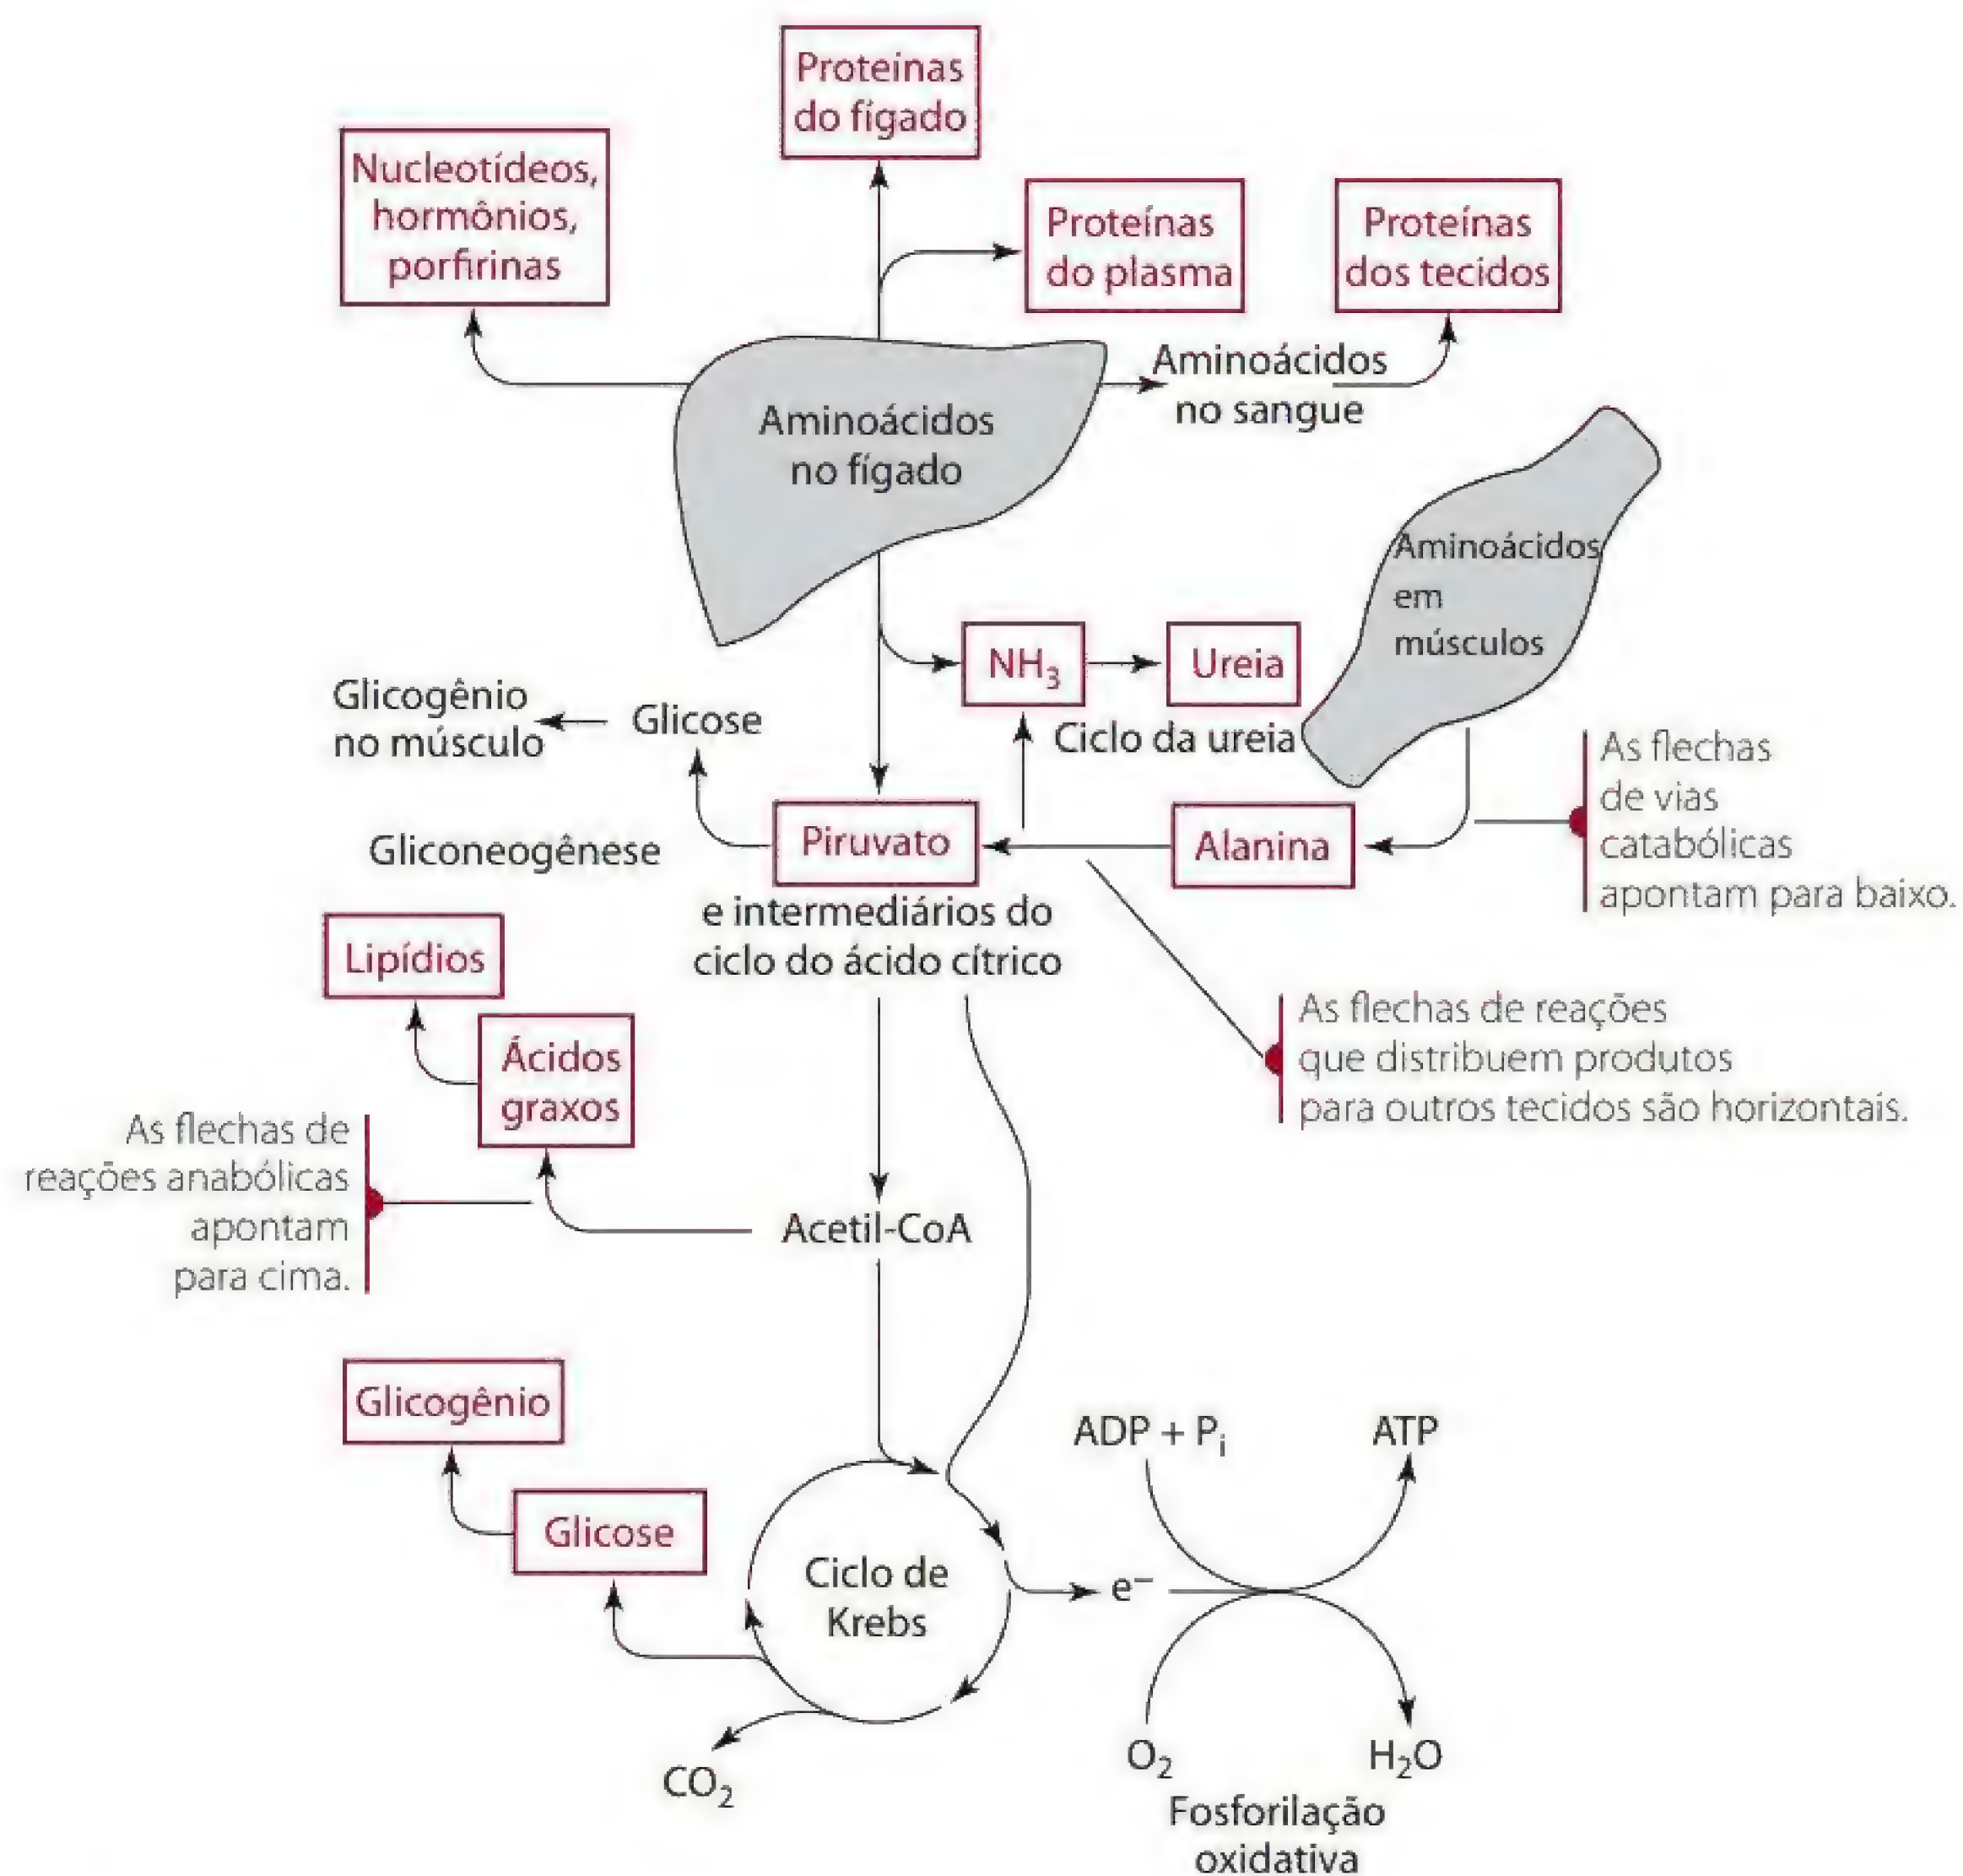 Proteínas
do fígado
Nucleotídeos,
hormônios,
porfirinas
Proteínas
do plasma
Proteínas
dos tecidos
Aminoácidos
no sangue
Aminoácidos
no fígado
Aminoácidos
em
músculos
NH₃
Ureia
Ciclo da ureia
Glicogênio
no músculo
Glicose
Gliconeogênese
Piruvato
Alanina
As flechas
de vias
catabólicas
apontam para baixo.
e intermediários do
ciclo do ácido cítrico
Lipídios
Ácidos
graxos
As flechas de reações
que distribuem produtos
para outros tecidos são horizontais.
As flechas de
reações anabólicas
apontam
para cima.
Acetil-CoA
Glicogênio
Glicose
Ciclo de
Krebs
ADP + Pᵢ
ATP
e⁻
O₂
H₂O
CO₂
Fosforilação
oxidativa